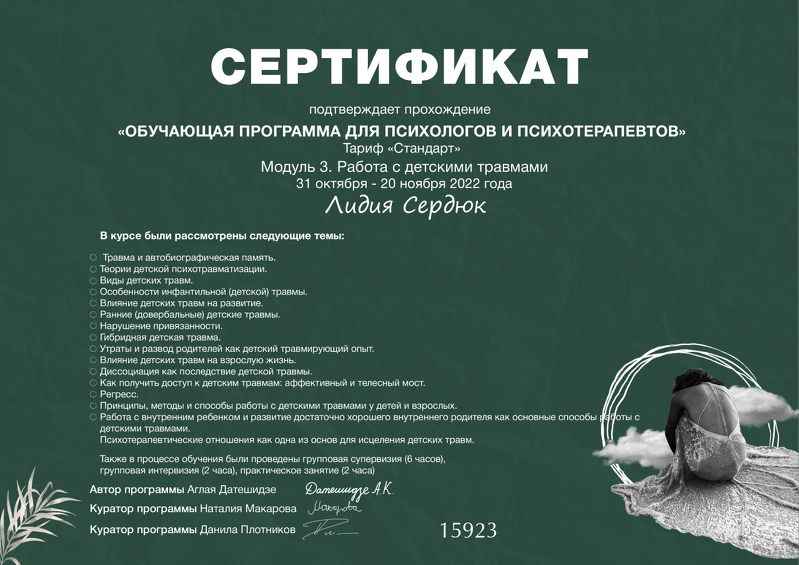 СЕРТИФИКАТ
подтверждает прохождение
«ОБУЧАЮЩАЯ ПРОГРАММА ДЛЯ ПСИХОЛОГОВ И ПСИХОТЕРАПЕВТОВ»
Тариф «Стандарт»
Модуль 3. Работа с детскими травмами
31 октября - 20 ноября 2022 года
Лидия Сердюк
В курсе были рассмотрены следующие темы:
Травма и автобиографическая память.
Теории детской психотравматизации.
Виды детских травм.
Особенности инфантильной (детской) травмы.
Влияние детских травм на развитие.
Ранние (довербальные) детские травмы.
Нарушение привязанности.
Гибридная детская травма.
Утраты и развод родителей как детский травмирующий опыт.
Влияние детских травм на взрослую жизнь.
Диссоциация как последствие детской травмы.
Как получить доступ к детским травмам: аффективный и телесный мост.
Регресс.
Принципы, методы и способы работы с детскими травмами у детей и взрослых.
Работа с внутренним ребенком и развитие достаточно хорошего внутреннего родителя как основные способы работы с
детскими травмами.
Психотерапевтические отношения как одна из основ для исцеления детских травм.
Также в процессе обучения были проведены групповая супервизия (6 часов),
групповая интервизия (2 часа), практическое занятие (2 часа)
Автор программы Аглая Датешидзе Датешидзе А.К.
Куратор программы Наталия Макарова Макарова
Куратор программы Данила Плотников
15923